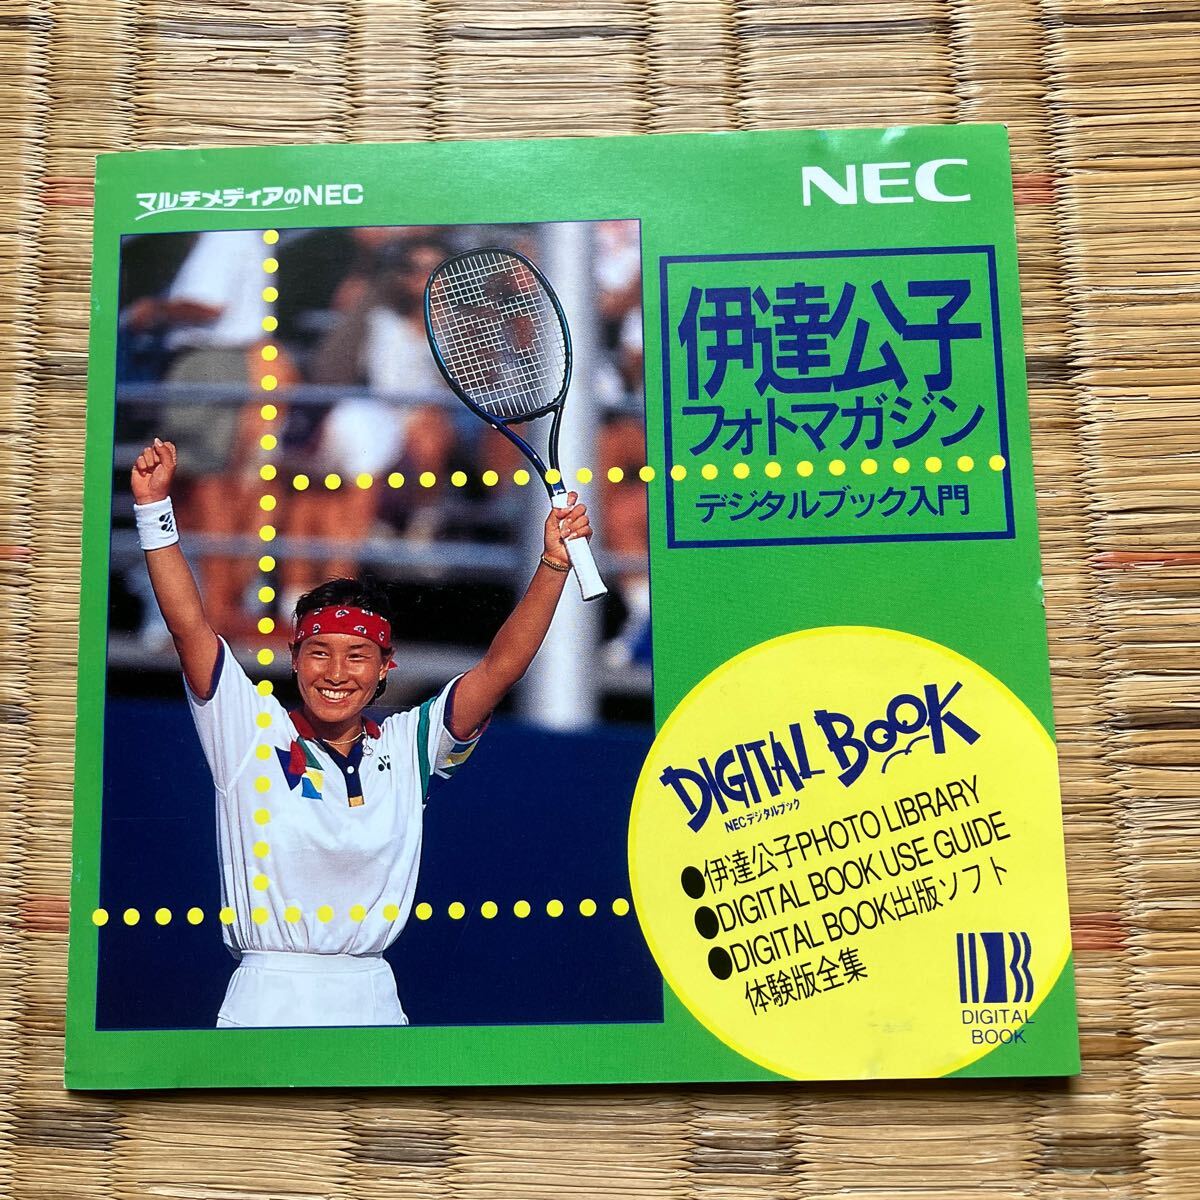 マルチメディアのNEC
NEC
伊達公子
フォトマガジン
デジタルブック入門
DIGITAL BOOK
NECデジタルブック
●伊達公子PHOTO LIBRARY
●DIGITAL BOOK USE GUIDE
●DIGITAL BOOK出版ソフト
体験版全集
DIGITAL
BOOK